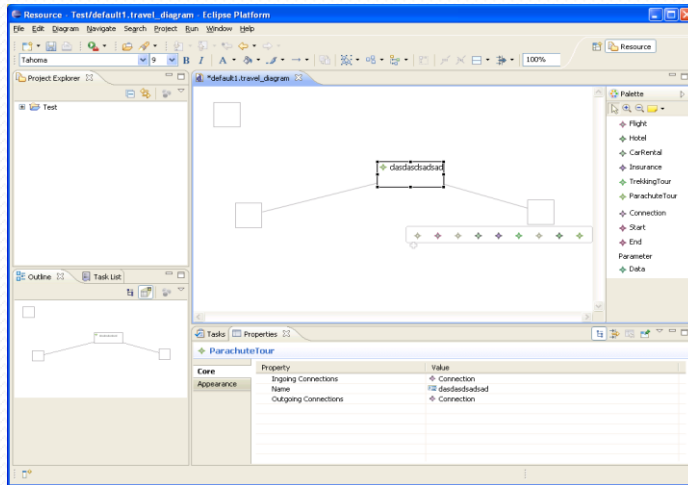 Resource - Test/default1.travel_diagram - Eclipse Platform
File Edit Diagram Navigate Search Project Run Window Help
Tahoma 9 B I A 100%
Resource
Project Explorer
Test
*default1.travel_diagram
dasdasdsadsad
Palette
Flight
Hotel
CarRental
Insurance
TrekkingTour
ParachuteTour
Connection
Start
End
Parameter
Data
Outline Task List
Tasks Properties
ParachuteTour
Core
Appearance
Property Value
Ingoing Connections Connection
Name dasdasdsadsad
Outgoing Connections Connection